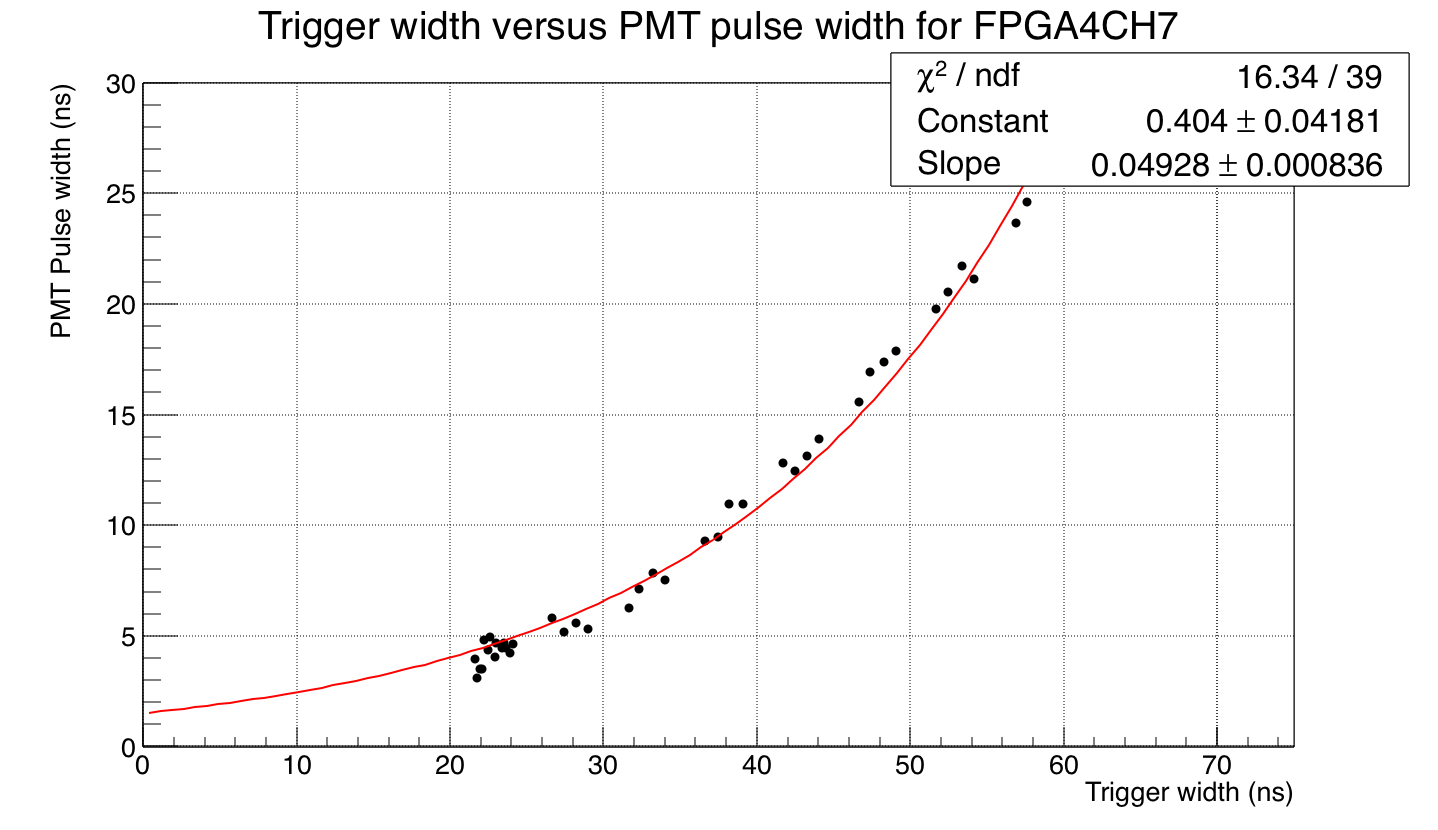 Trigger width versus PMT pulse width for FPGA4CH7
χ² / ndf 16.34 / 39
Constant 0.404 ± 0.04181
Slope 0.04928 ± 0.000836
PMT Pulse width (ns)
30
25
20
15
10
5
0
0 10 20 30 40 50 60 70
Trigger width (ns)